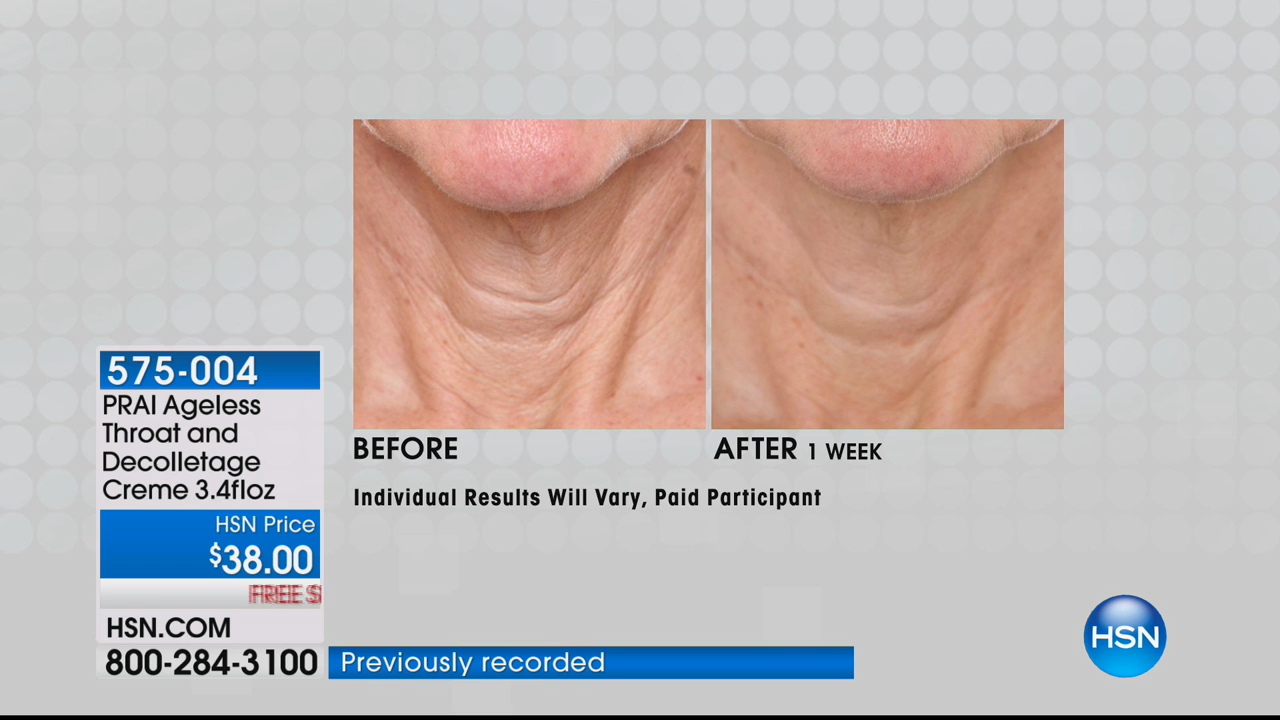 575-004
PRAI Ageless
Throat and
Decolletage
Creme 3.4floz
HSN Price
$38.00
FREE
HSN.COM
800-284-3100
BEFORE
AFTER 1 WEEK
Individual Results Will Vary, Paid Participant
Previously recorded
HSN